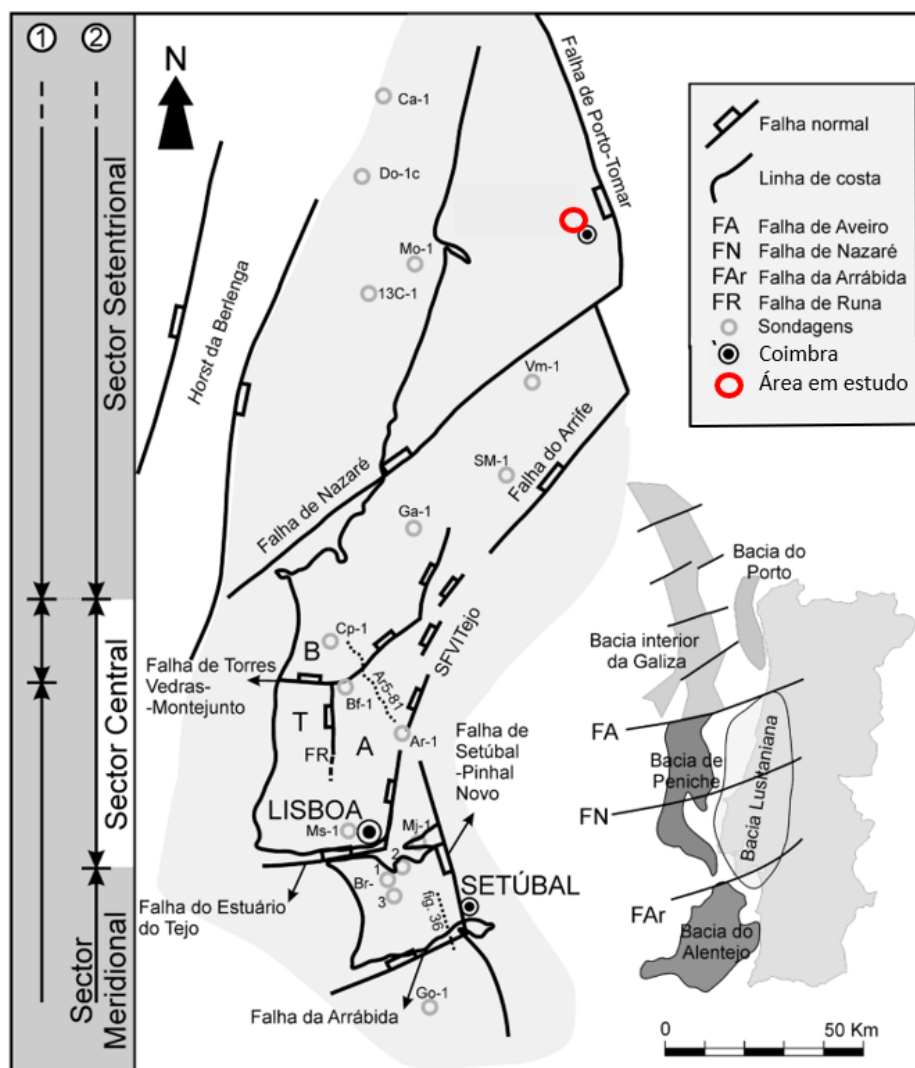 1
2
Sector Setentrional
Sector Central
Sector
Meridional
N
Ca-1
Do-1c
Mo-1
13C-1
Horst da Berlenga
Falha de Porto-Tomar
Vm-1
SM-1
Falha de Nazaré
Falha do Arrife
Ga-1
Cp-1
B
Falha de Torres
Vedras-
-Montejunto
Bf-1
Ar5-81
SFVITejo
T
A
FR
Ar-1
Falha de
Setúbal
-Pinhal
Novo
LISBOA
Ms-1
Mj-1
2
1
Br-
3
fig. 36
SETÚBAL
Falha do Estuário
do Tejo
Falha da Arrábida
Go-1
Falha normal
Linha de costa
FA Falha de Aveiro
FN Falha de Nazaré
FAr Falha da Arrábida
FR Falha de Runa
Sondagens
Coimbra
Área em estudo
Bacia do
Porto
Bacia interior
da Galiza
FA
Bacia de
Peniche
Bacia Lusitaniana
FN
FAr
Bacia do
Alentejo
0 50 Km